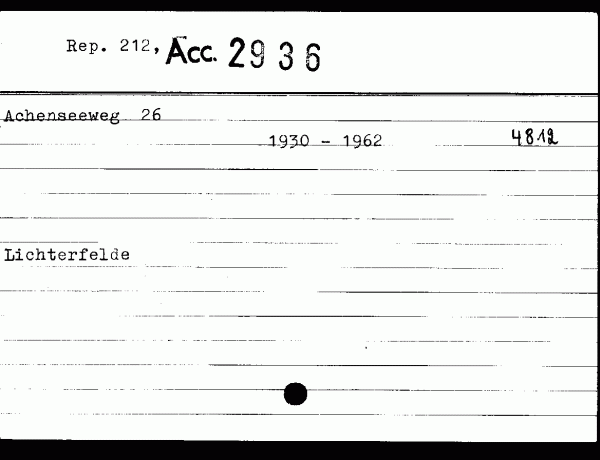 Rep. 212, Acc. 2936
Achenseeweg 26
1930 - 1962 4812
Lichterfelde